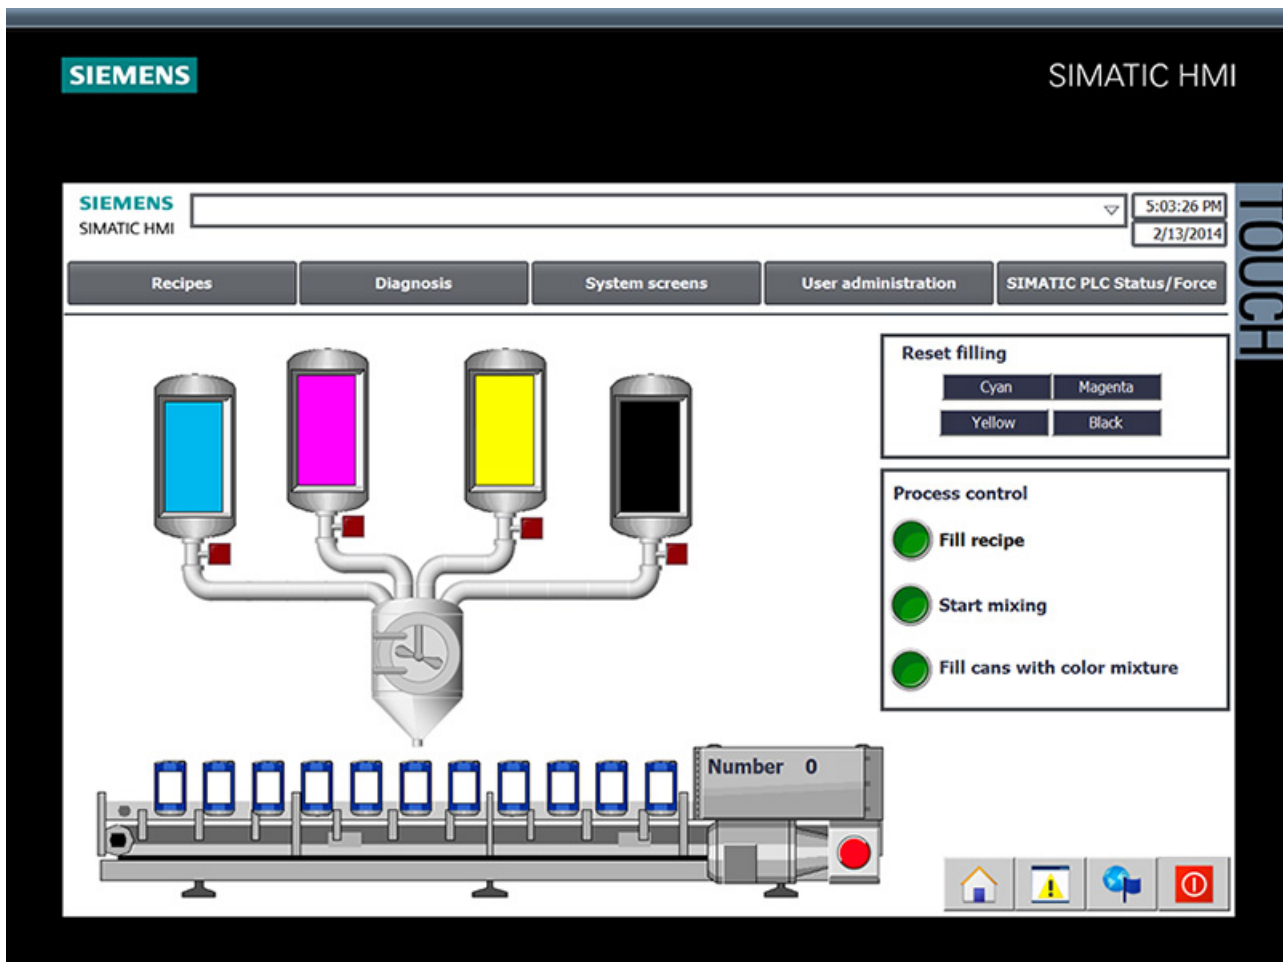 SIEMENS
SIMATIC HMI
TOUCH
SIEMENS
SIMATIC HMI
5:03:26 PM
2/13/2014
Recipes
Diagnosis
System screens
User administration
SIMATIC PLC Status/Force
Reset filling
Cyan
Magenta
Yellow
Black
Process control
Fill recipe
Start mixing
Fill cans with color mixture
Number 0